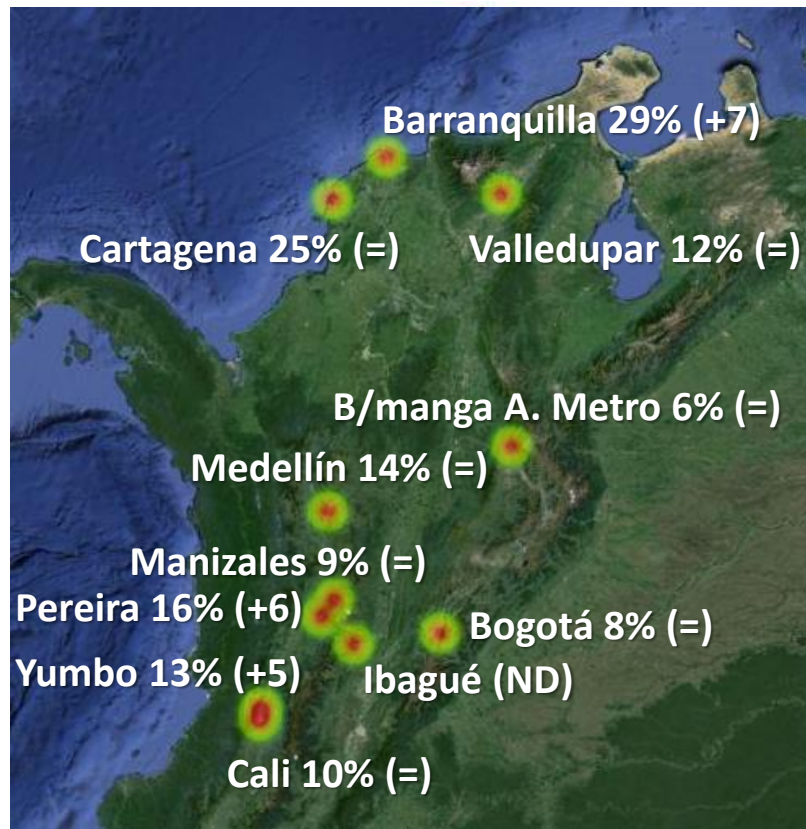 Barranquilla 29% (+7)
Cartagena 25% (=)
Valledupar 12% (=)
B/manga A. Metro 6% (=)
Medellín 14% (=)
Manizales 9% (=)
Pereira 16% (+6)
Bogotá 8% (=)
Yumbo 13% (+5)
Ibagué (ND)
Cali 10% (=)